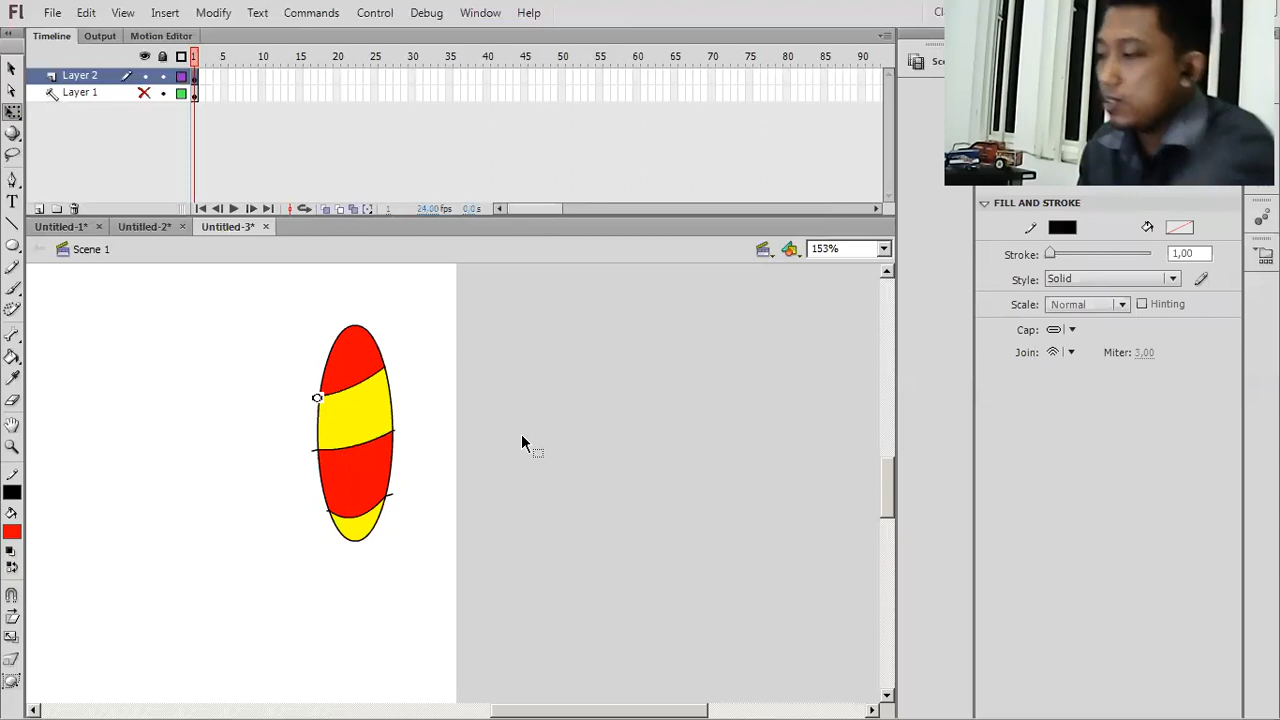 Fl File Edit View Insert Modify Text Commands Control Debug Window Help
Timeline Output Motion Editor
1 5 10 15 20 25 30 35 40 45 50 55 60 65 70 75 80 85 90
Layer 2
Layer 1
1 24,00 fps 0,0 s
Untitled-1* × Untitled-2* × Untitled-3* ×
Scene 1 153%
FILL AND STROKE
Stroke: 1,00
Style: Solid
Scale: Normal Hinting
Cap:
Join: Miter: 3,00